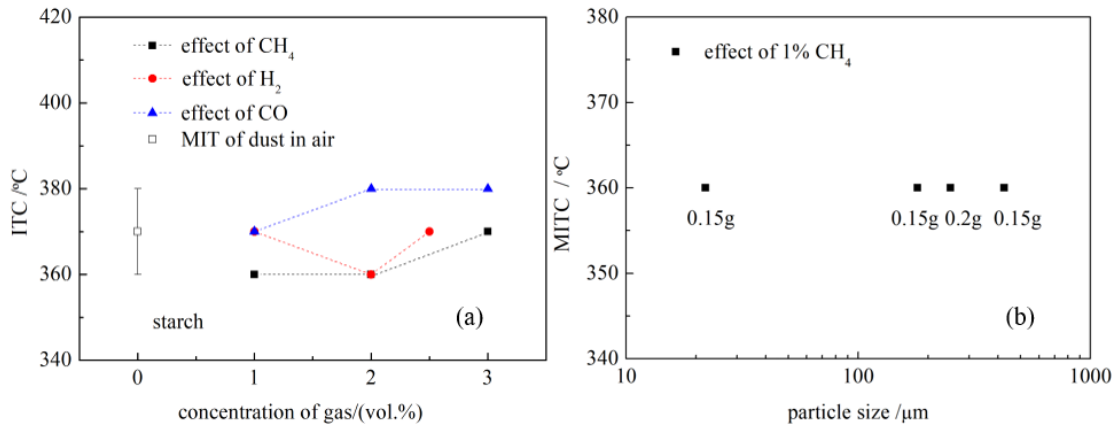 420
400
380
360
340
ITC /ºC
effect of CH₄
effect of H₂
effect of CO
MIT of dust in air
starch
(a)
0 1 2 3
concentration of gas/(vol.%)
380
370
360
350
340
MITC / ºC
effect of 1% CH₄
0.15g 0.15g 0.2g 0.15g
(b)
10 100 1000
particle size /μm